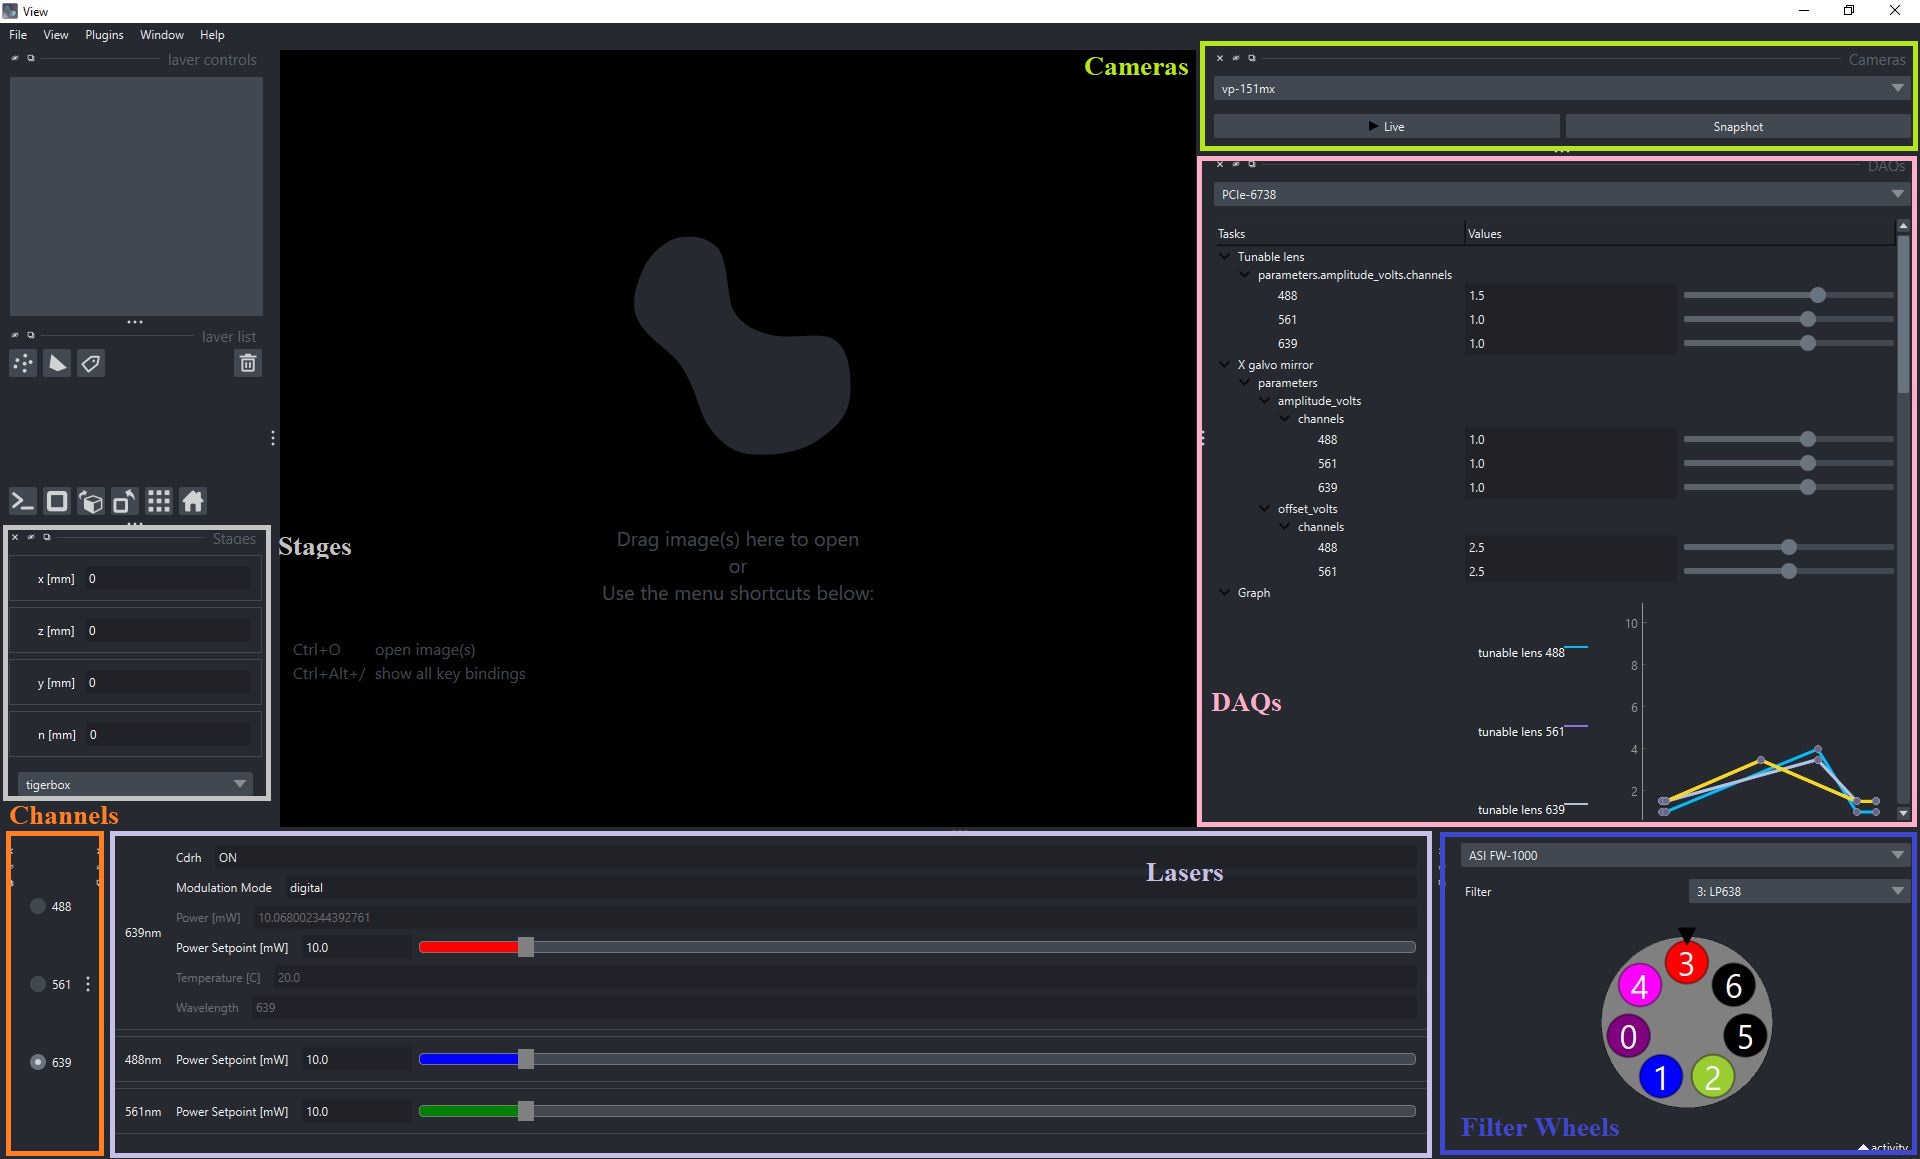 View
File View Plugins Window Help
layer controls
layer list
Stages
x [mm] 0
z [mm] 0
y [mm] 0
n [mm] 0
tigerbox
Stages
Drag image(s) here to open
or
Use the menu shortcuts below:
Ctrl+O open image(s)
Ctrl+Alt+/ show all key bindings
Cameras
Cameras
vp-151mx
Live Snapshot
DAQs
PCIe-6738
Tasks Values
Tunable lens
parameters.amplitude_volts.channels
488 1.5
561 1.0
639 1.0
X galvo mirror
parameters
amplitude_volts
channels
488 1.0
561 1.0
639 1.0
offset_volts
channels
488 2.5
561 2.5
Graph
10
8
6
4
2
tunable lens 488
tunable lens 561
tunable lens 639
DAQs
Channels
488
561
639
Lasers
639nm
Cdrh ON
Modulation Mode digital
Power [mW] 10.068002344392761
Power Setpoint [mW] 10.0
Temperature [C] 20.0
Wavelength 639
488nm Power Setpoint [mW] 10.0
561nm Power Setpoint [mW] 10.0
ASI FW-1000
Filter 3: LP638
3
4 6
0 5
1 2
Filter Wheels
activity